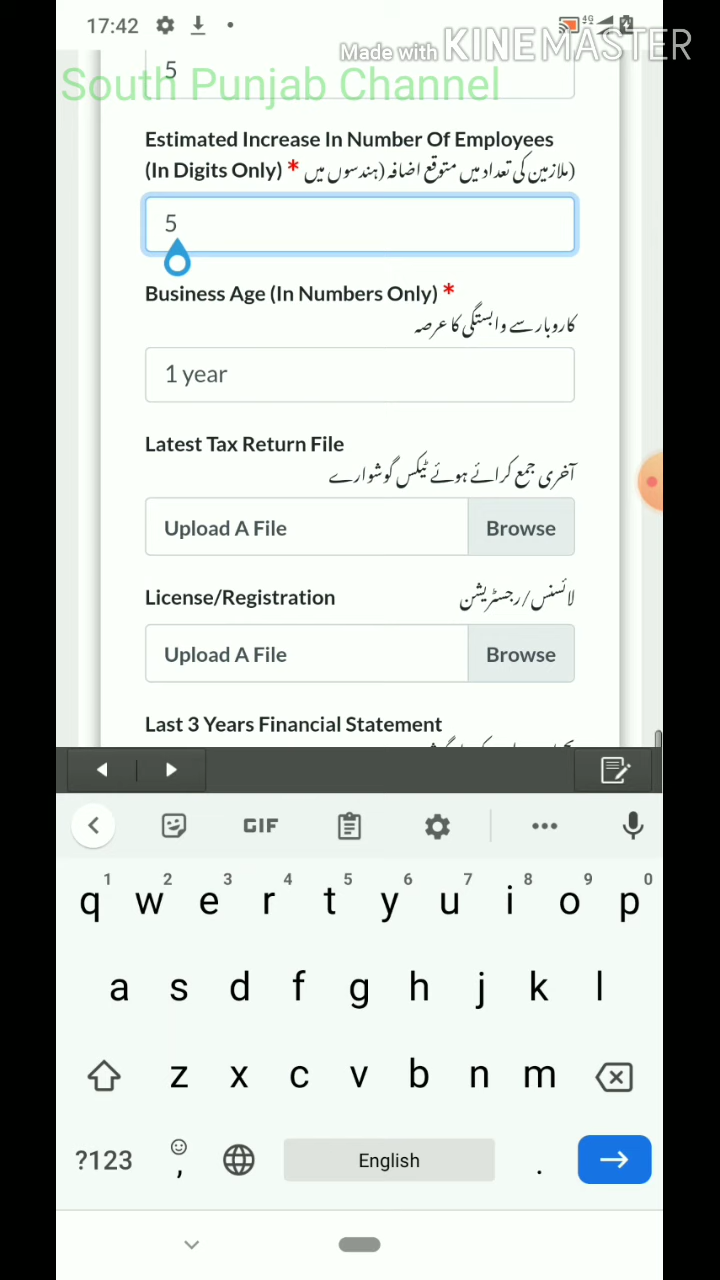 17:42
4G
Made with KINEMASTER
5
South Punjab Channel
Estimated Increase In Number Of Employees
(In Digits Only) * ملازمین کی تعداد میں متوقع اضافہ (ہندسوں میں)
5
Business Age (In Numbers Only) *
کاروبار سے وابستگی کا عرصہ
1 year
Latest Tax Return File
آخری جمع کرائے ہوئے ٹیکس گوشوارے
Upload A File Browse
License/Registration لائسنس/رجسٹریشن
Upload A File Browse
Last 3 Years Financial Statement
GIF
1 2 3 4 5 6 7 8 9 0
q w e r t y u i o p
a s d f g h j k l
z x c v b n m
?123 , English .